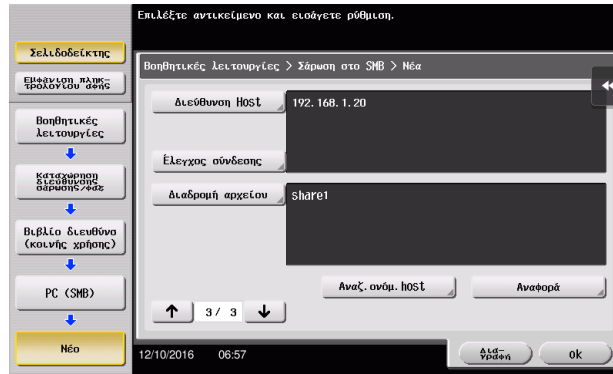 Επιλέξτε αντικείμενο και εισάγετε ρύθμιση.
Σελιδοδείκτης
Εμφάνιση πληκ-
τρολογίου αφής
Βοηθητικές
λειτουργίες
Καταχώρηση
διεύθυνσης
σάρωσης/φαξ
Βιβλίο διευθύνσ
(κοινής χρήσης)
PC (SMB)
Νέο
Βοηθητικές λειτουργίες > Σάρωση στο SMB > Νέα
Διεύθυνση Host
192.168.1.20
Έλεγχος σύνδεσης
Διαδρομή αρχείου
share1
Αναζ.ονόμ.host
Αναφορά
3/ 3
12/10/2016 06:57
Δια-
γραφή
Ok